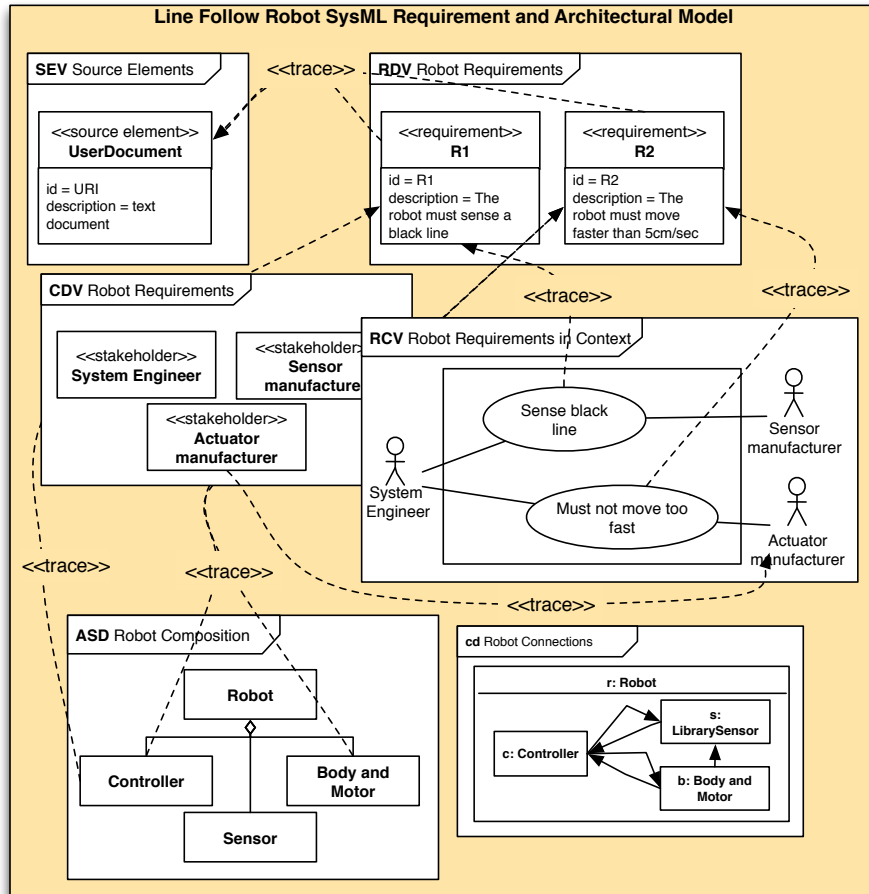 Line Follow Robot SysML Requirement and Architectural Model
SEV Source Elements
<<trace>>
RDV Robot Requirements
<<source element>>
UserDocument
id = URI
description = text
document
<<requirement>>
R1
id = R1
description = The
robot must sense a
black line
<<requirement>>
R2
id = R2
description = The
robot must move
faster than 5cm/sec
CDV Robot Requirements
<<trace>>
<<trace>>
<<stakeholder>>
System Engineer
<<stakeholder>
Sensor
manufacture
<<stakeholder>>
Actuator
manufacturer
RCV Robot Requirements in Context
Sense black
line
Sensor
manufacturer
System
Engineer
Must not move too
fast
Actuator
manufacturer
<<trace>>
<<trace>>
<<trace>>
ASD Robot Composition
Robot
Controller
Body and
Motor
Sensor
cd Robot Connections
r: Robot
s:
LibrarySensor
c: Controller
b: Body and
Motor